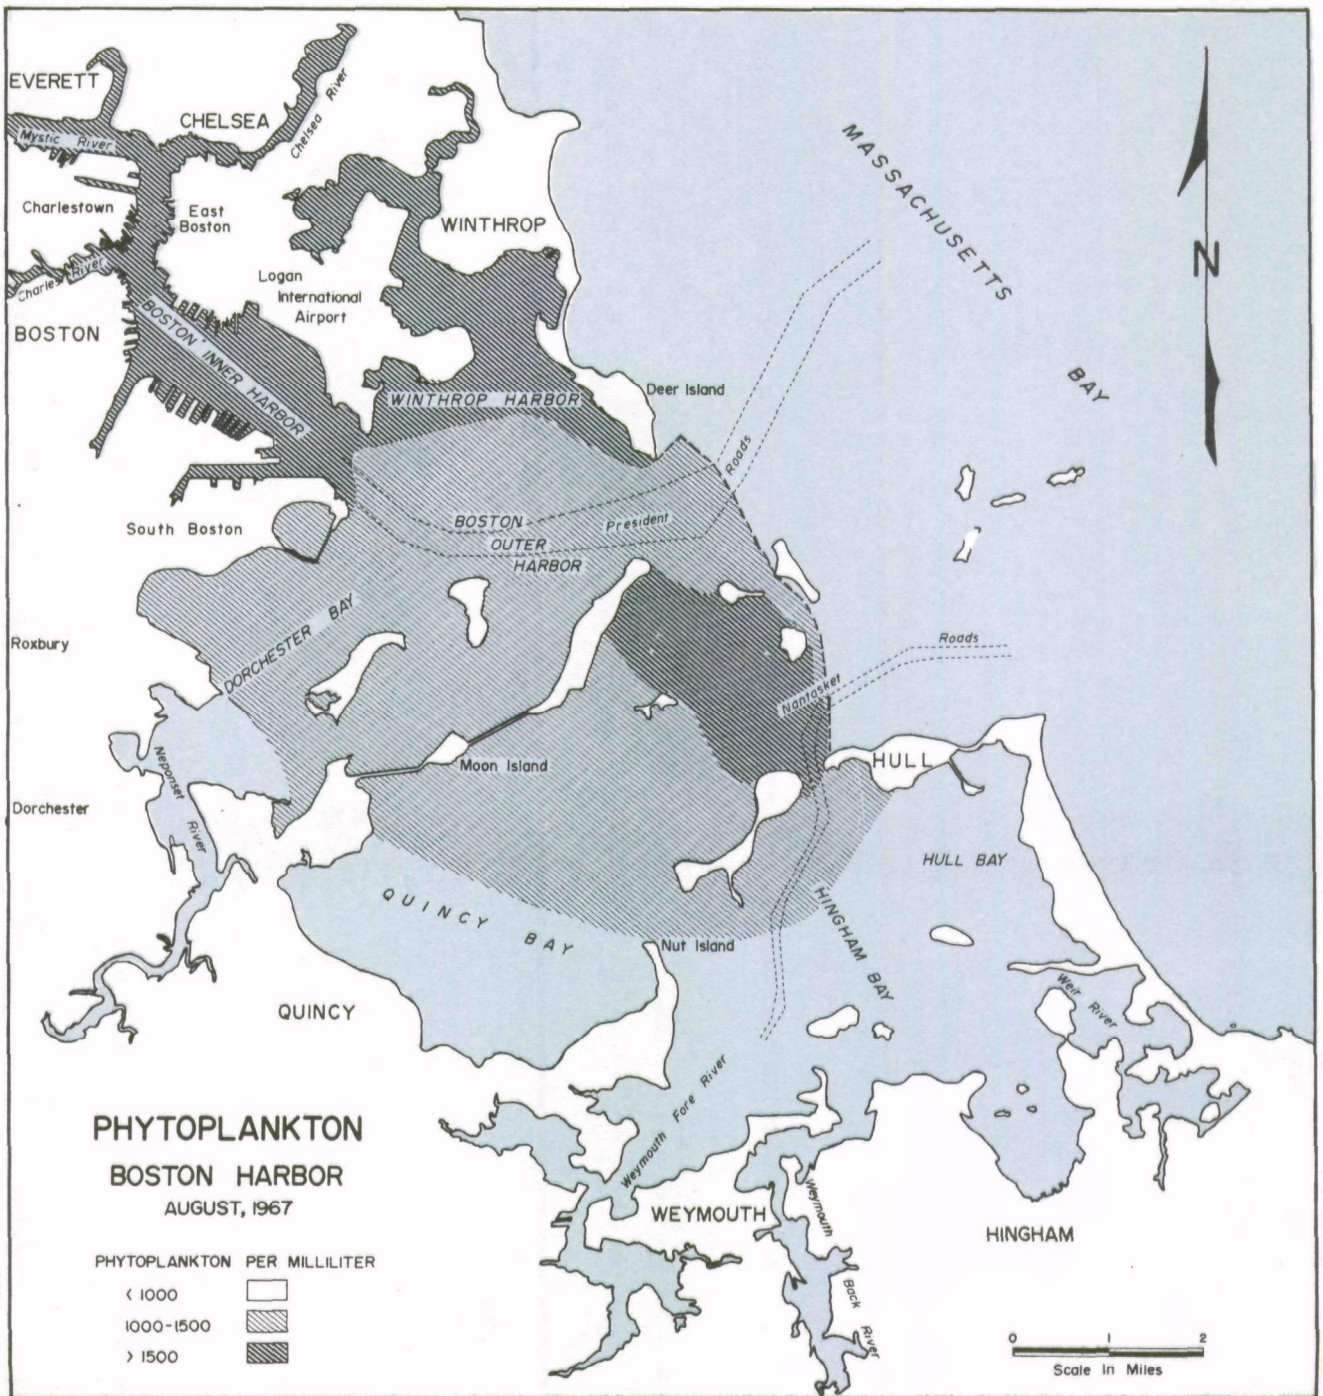 EVERETT
CHELSEA
Chelsea River
Mystic River
Charlestown
East
Boston
WINTHROP
Charles River
Logan
International
Airport
BOSTON
BOSTON INNER HARBOR
WINTHROP HARBOR
Deer Island
MASSACHUSETTS
BAY
N
Roads
President
BOSTON
OUTER
HARBOR
South Boston
DORCHESTER BAY
Roxbury
Roads
Nantasket
HULL
Moon Island
Neponset
River
Dorchester
HULL BAY
QUINCY BAY
HINGHAM BAY
Nut Island
Weir River
QUINCY
Weymouth Fore River
WEYMOUTH
Weymouth
Back
River
HINGHAM
PHYTOPLANKTON
BOSTON HARBOR
AUGUST, 1967
PHYTOPLANKTON PER MILLILITER
< 1000
1000-1500
> 1500
0 1 2
Scale In Miles